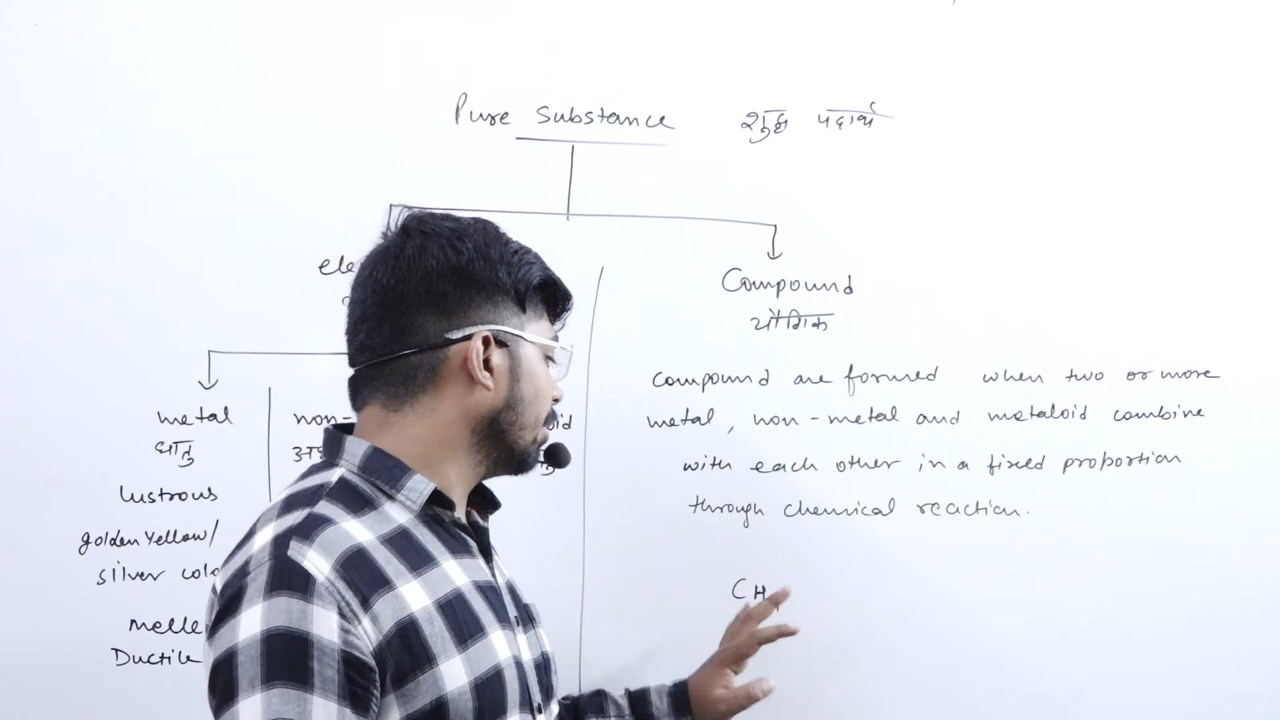 Pure Substance शुद्ध पदार्थ
ele
Compound
यौगिक
metal
धातु
non-
oid
Lustrous
golden Yellow/
silver colo
Melle
Ductile
Compound are formed when two or more
metal, non-metal and metaloid combine
with each other in a fixed proportion
through chemical reaction.
CH